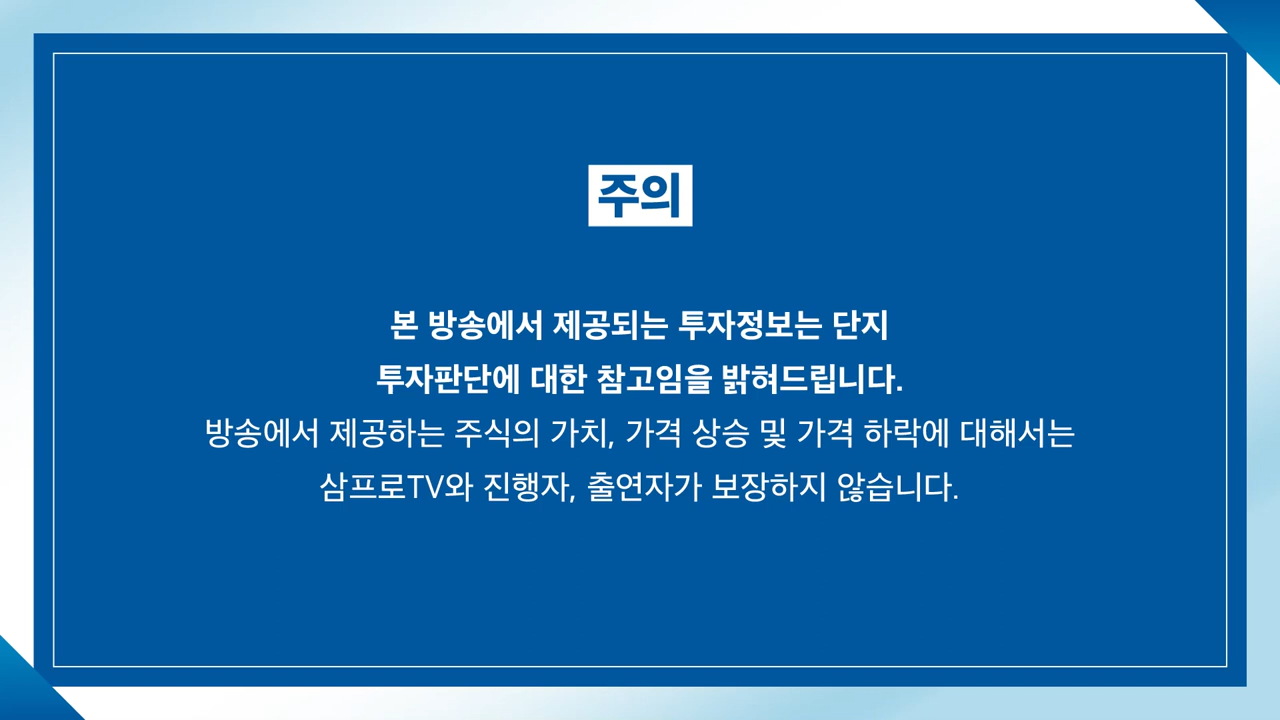 주의
본 방송에서 제공되는 투자정보는 단지
투자판단에 대한 참고임을 밝혀드립니다.
방송에서 제공하는 주식의 가치, 가격 상승 및 가격 하락에 대해서는
삼프로TV와 진행자, 출연자가 보장하지 않습니다.